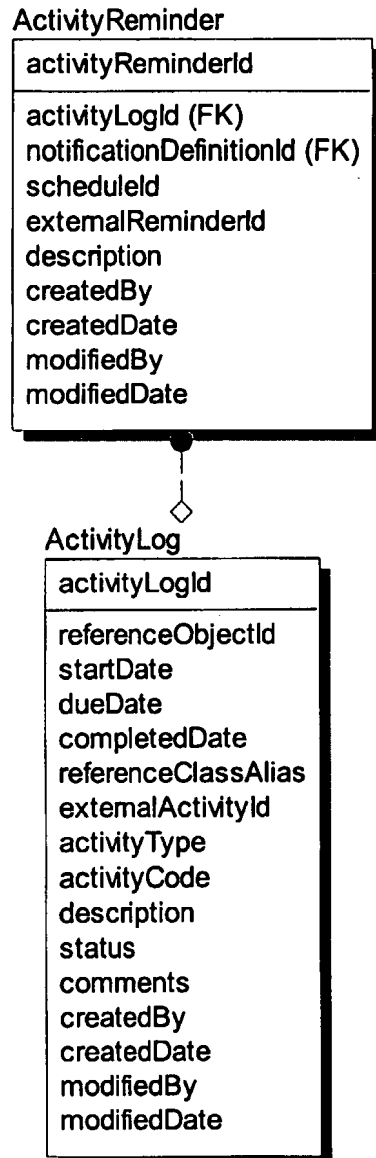 ActivityReminder
activityReminderId
activityLogId (FK)
notificationDefinitionId (FK)
scheduleId
externalReminderId
description
createdBy
createdDate
modifiedBy
modifiedDate
ActivityLog
activityLogId
referenceObjectId
startDate
dueDate
completedDate
referenceClassAlias
externalActivityId
activityType
activityCode
description
status
comments
createdBy
createdDate
modifiedBy
modifiedDate